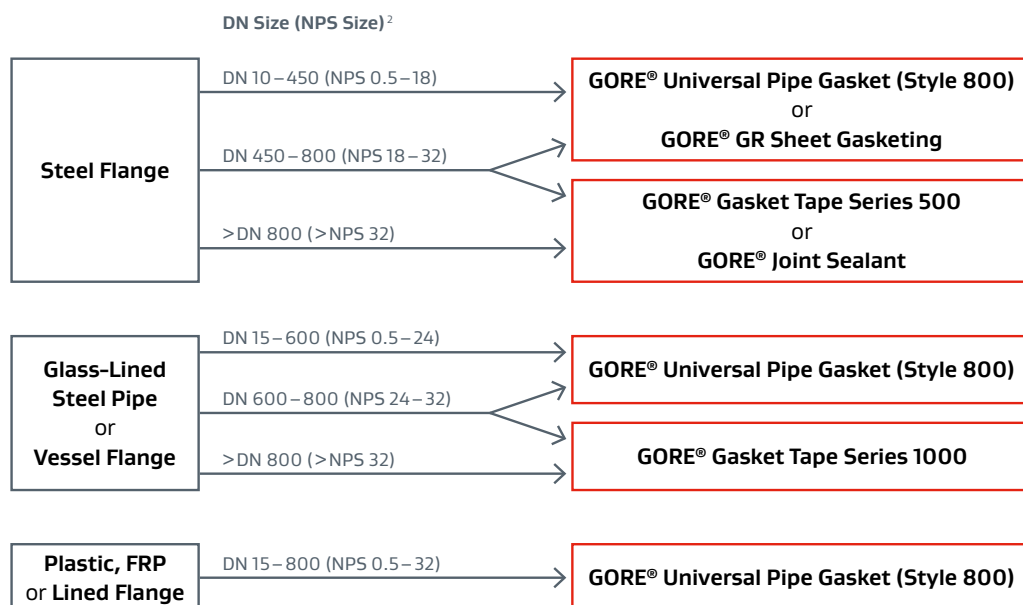 DN Size (NPS Size) 2
Steel Flange
DN 10–450 (NPS 0.5–18)
DN 450–800 (NPS 18–32)
>DN 800 (>NPS 32)
GORE® Universal Pipe Gasket (Style 800)
or
GORE® GR Sheet Gasketing
GORE® Gasket Tape Series 500
or
GORE® Joint Sealant
Glass-Lined
Steel Pipe
or
Vessel Flange
DN 15–600 (NPS 0.5–24)
DN 600–800 (NPS 24–32)
>DN 800 (>NPS 32)
GORE® Universal Pipe Gasket (Style 800)
GORE® Gasket Tape Series 1000
Plastic, FRP
or Lined Flange
DN 15–800 (NPS 0.5–32)
GORE® Universal Pipe Gasket (Style 800)